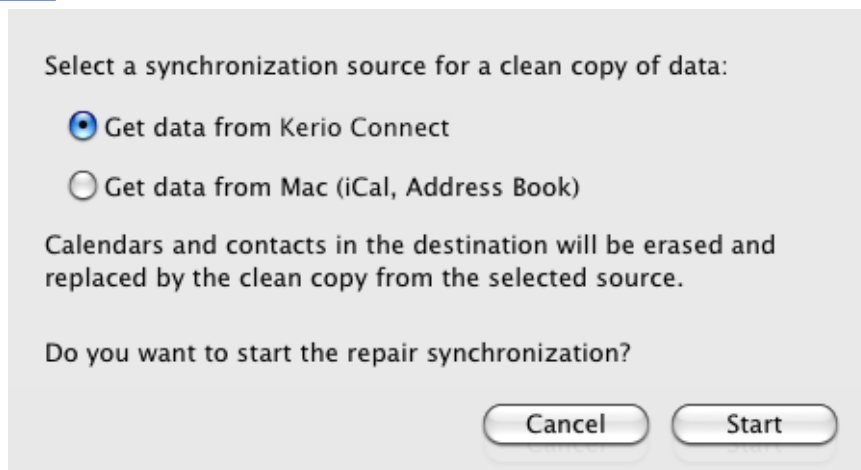 Select a synchronization source for a clean copy of data:
Get data from Kerio Connect
Get data from Mac (iCal, Address Book)
Calendars and contacts in the destination will be erased and
replaced by the clean copy from the selected source.
Do you want to start the repair synchronization?
Cancel Start